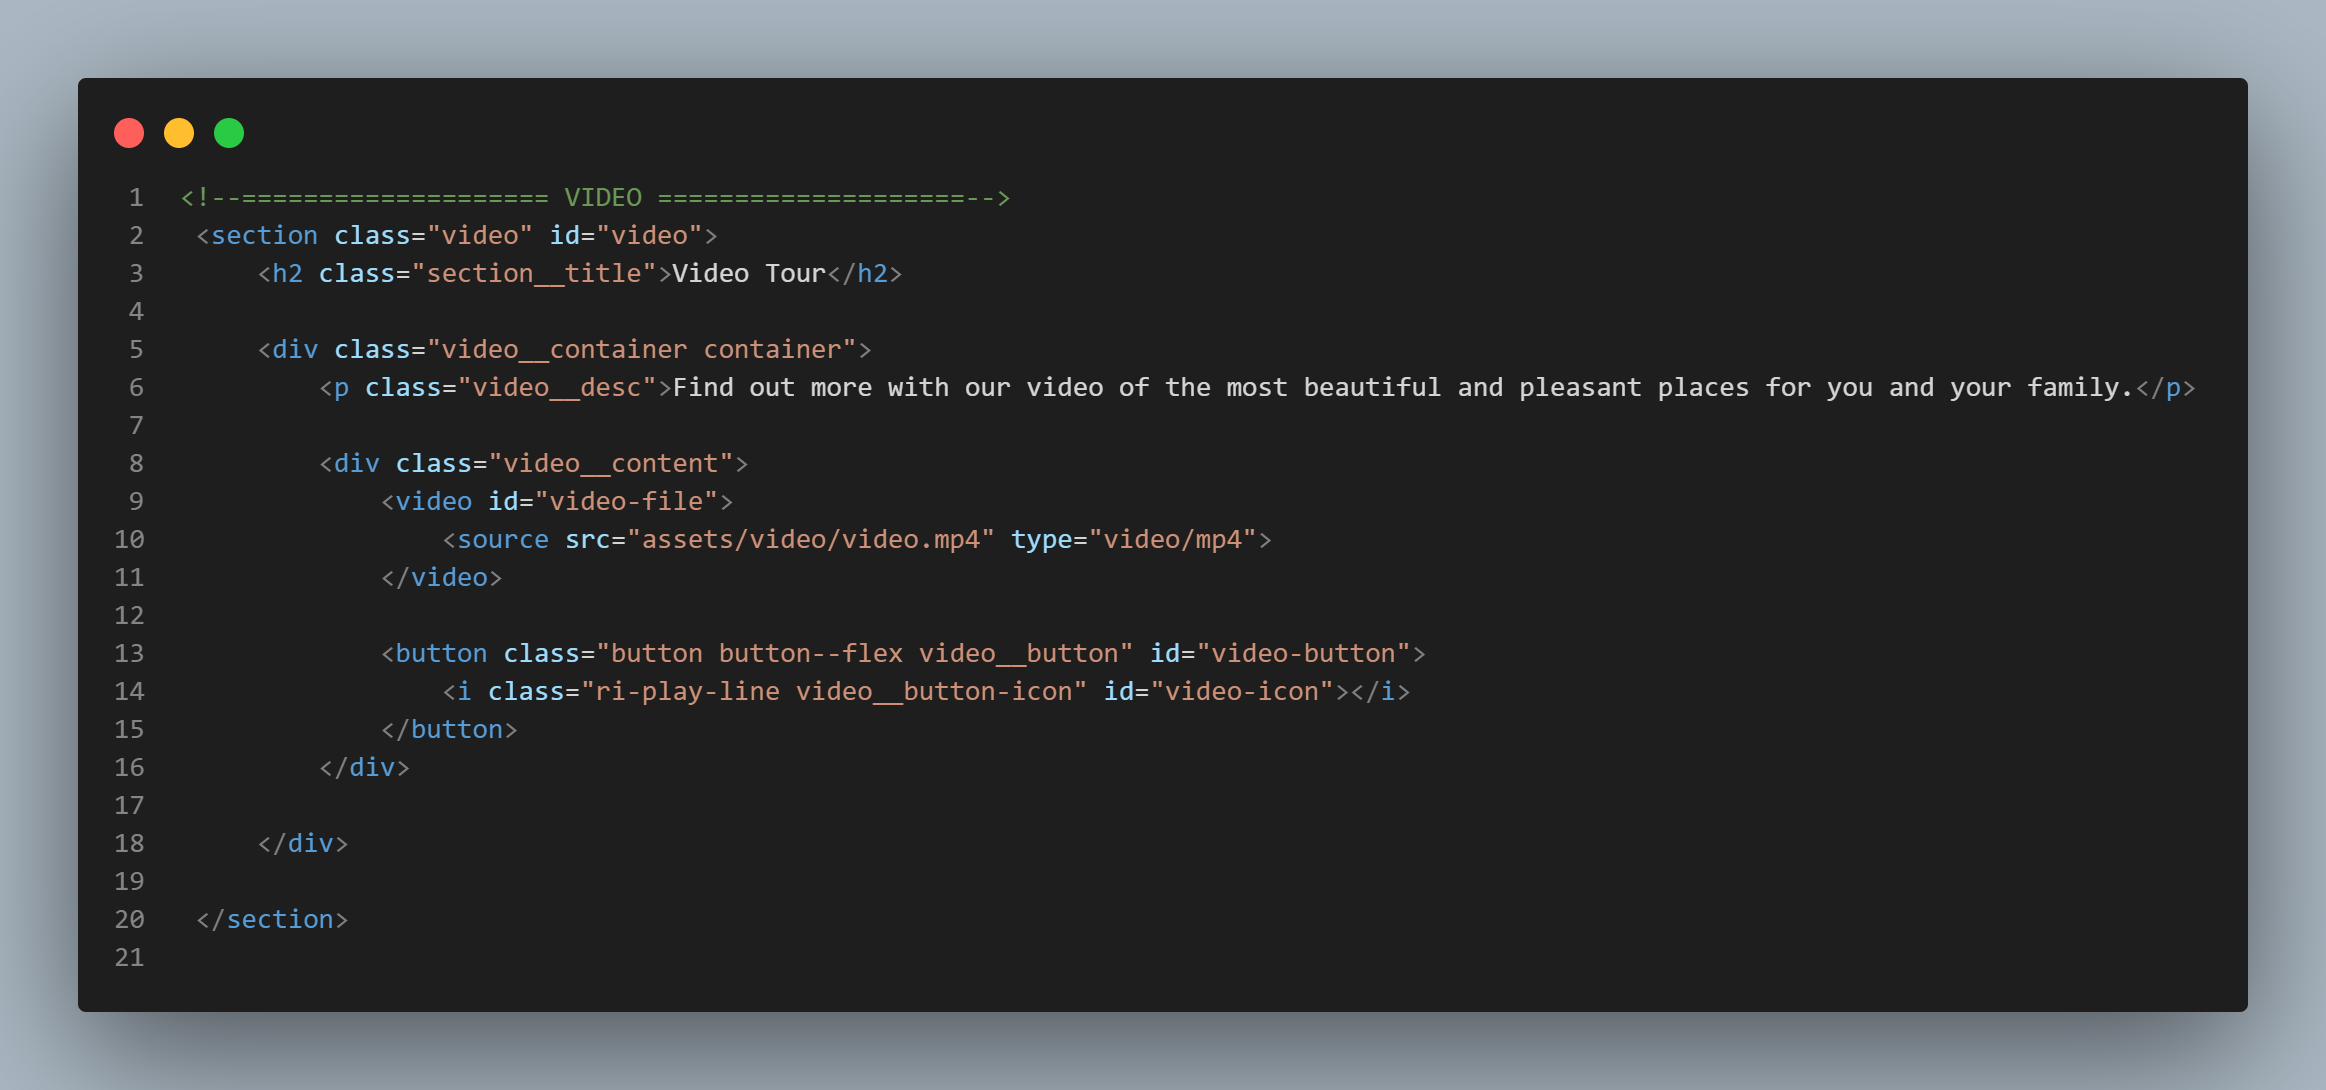 1 <!--==================== VIDEO ====================-->
2  <section class="video" id="video">
3      <h2 class="section__title">Video Tour</h2>
4
5      <div class="video__container container">
6          <p class="video__desc">Find out more with our video of the most beautiful and pleasant places for you and your family.</p>
7
8          <div class="video__content">
9              <video id="video-file">
10                 <source src="assets/video/video.mp4" type="video/mp4">
11             </video>
12
13             <button class="button button--flex video__button" id="video-button">
14                 <i class="ri-play-line video__button-icon" id="video-icon"></i>
15             </button>
16         </div>
17
18     </div>
19
20 </section>
21